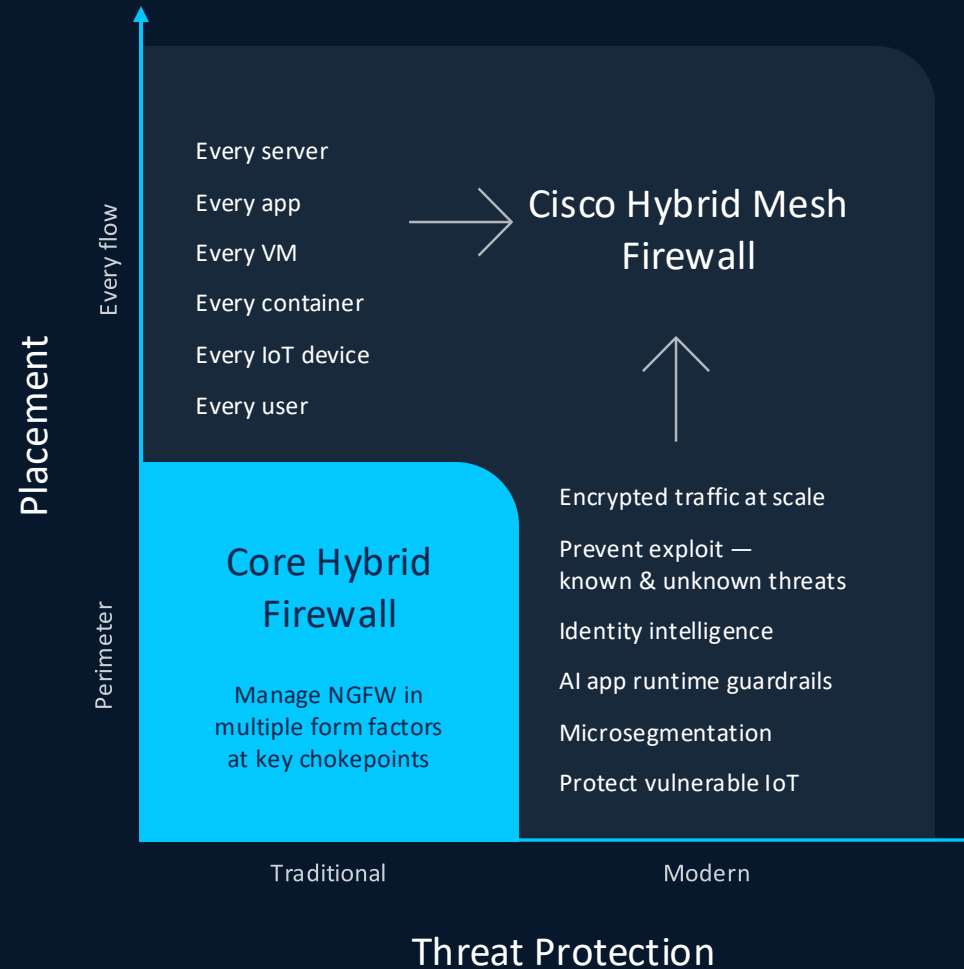 Every server
Every app
Every VM
Every container
Every IoT device
Every user
Cisco Hybrid Mesh
Firewall
Every flow
Placement
Perimeter
Core Hybrid
Firewall
Manage NGFW in
multiple form factors
at key chokepoints
Encrypted traffic at scale
Prevent exploit —
known & unknown threats
Identity intelligence
AI app runtime guardrails
Microsegmentation
Protect vulnerable IoT
Traditional
Modern
Threat Protection